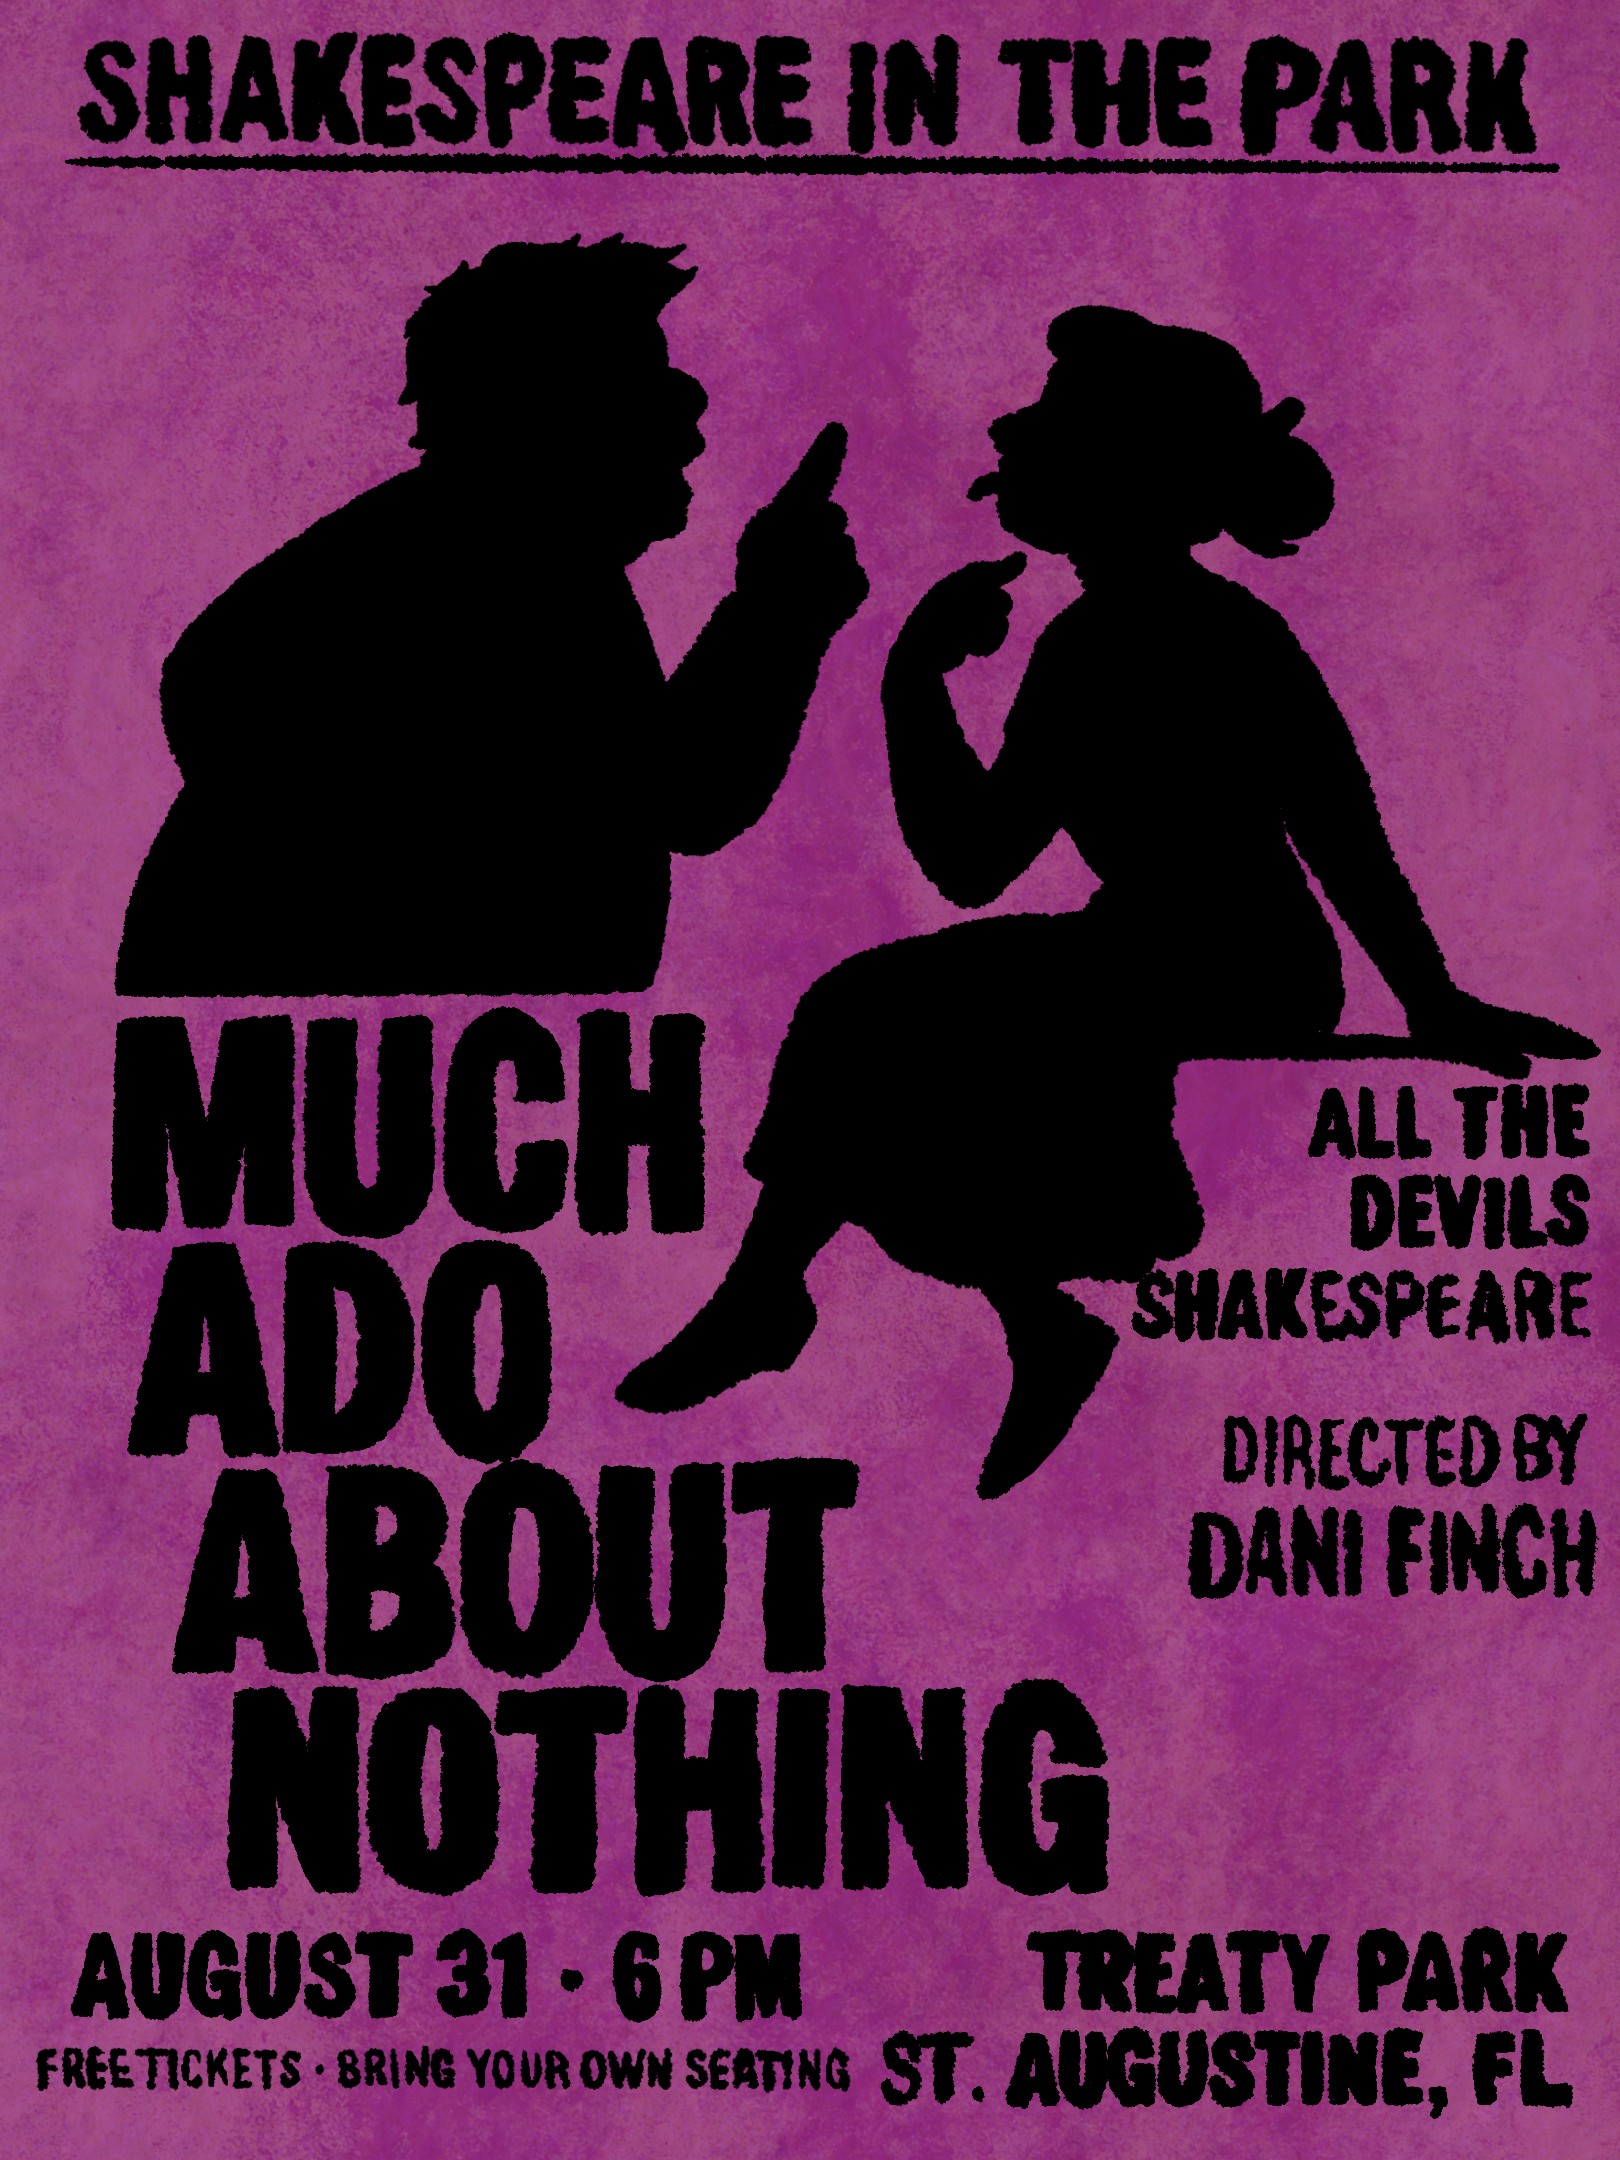 SHAKESPEARE IN THE PARK
MUCH
ADO
ABOUT
NOTHING
ALL THE
DEVILS
SHAKESPEARE
DIRECTED BY
DANI FINCH
AUGUST 31 · 6 PM
FREE TICKETS · BRING YOUR OWN SEATING
TREATY PARK
ST. AUGUSTINE, FL